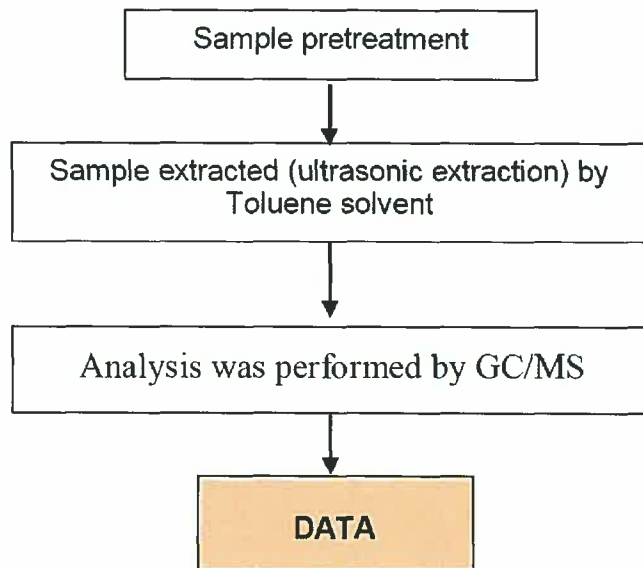 Sample pretreatment
Sample extracted (ultrasonic extraction) by
Toluene solvent
Analysis was performed by GC/MS
DATA